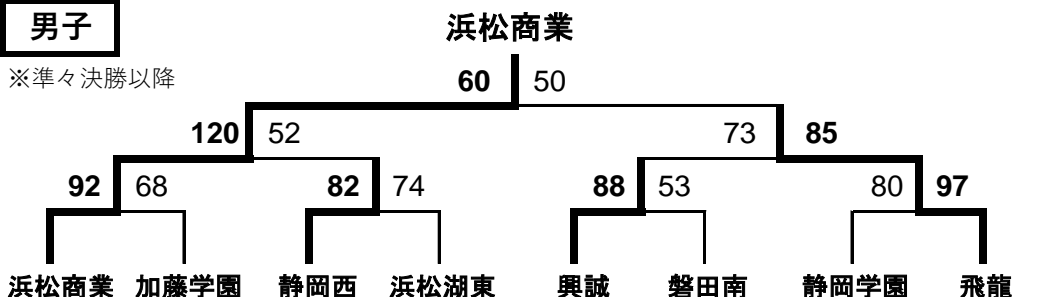 男子
浜松商業
※準々決勝以降
60 50
120 52 73 85
92 68 82 74 88 53 80 97
浜松商業 加藤学園 静岡西 浜松湖東 興誠 磐田南 静岡学園 飛龍